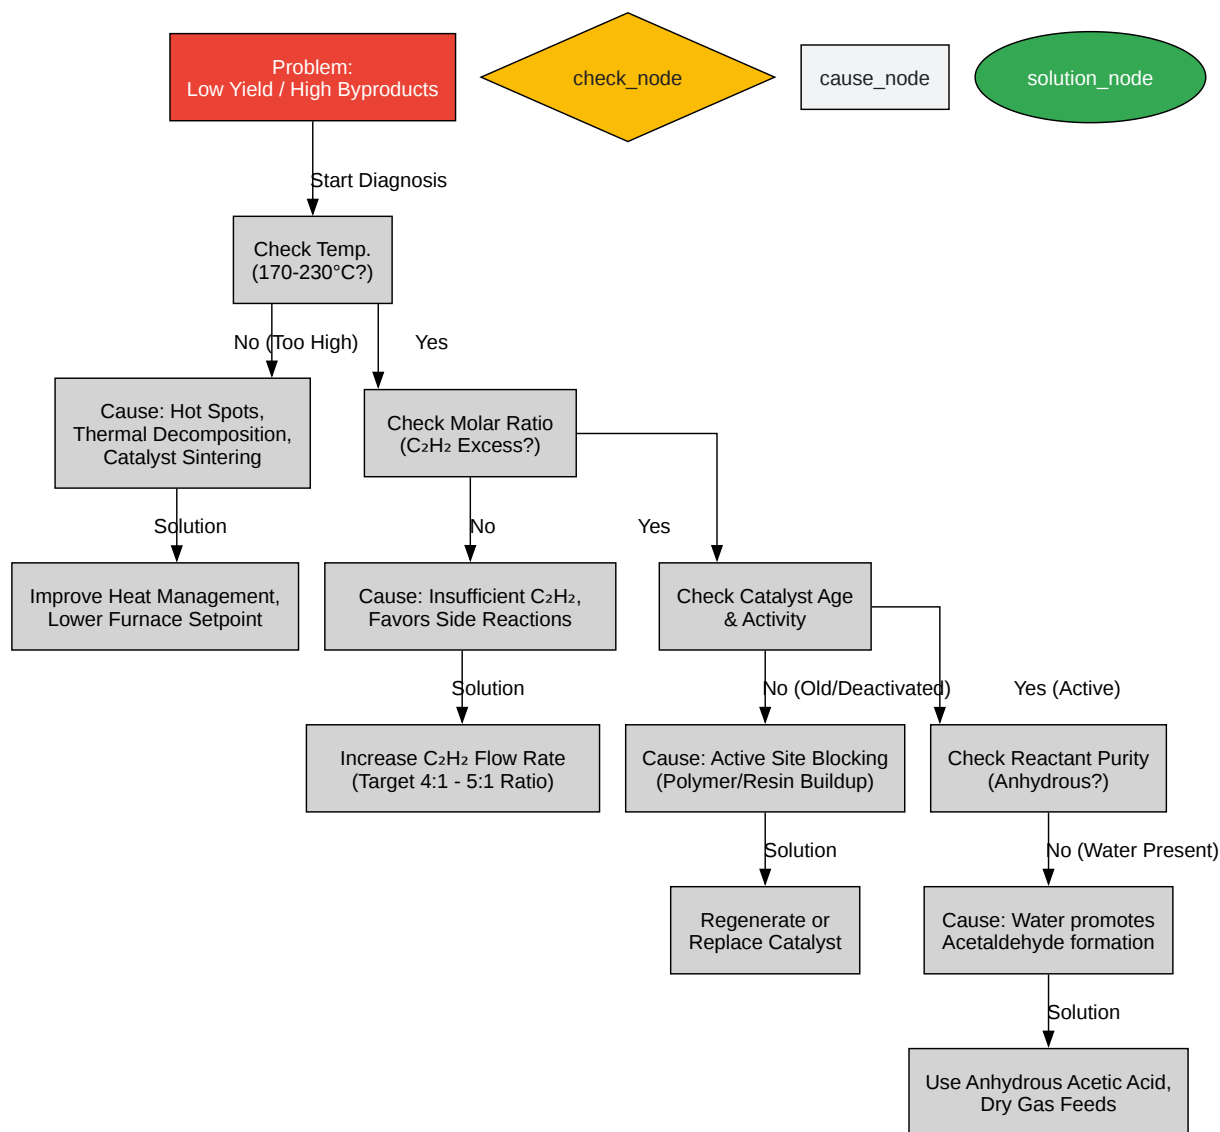 Problem:
Low Yield / High Byproducts
check_node
cause_node
solution_node
Start Diagnosis
Check Temp.
(170-230°C?)
No (Too High)
Yes
Cause: Hot Spots,
Thermal Decomposition,
Catalyst Sintering
Check Molar Ratio
(C₂H₂ Excess?)
Solution
No
Yes
Improve Heat Management,
Lower Furnace Setpoint
Cause: Insufficient C₂H₂,
Favors Side Reactions
Check Catalyst Age
& Activity
Solution
No (Old/Deactivated)
Yes (Active)
Increase C₂H₂ Flow Rate
(Target 4:1 - 5:1 Ratio)
Cause: Active Site Blocking
(Polymer/Resin Buildup)
Check Reactant Purity
(Anhydrous?)
Solution
No (Water Present)
Regenerate or
Replace Catalyst
Cause: Water promotes
Acetaldehyde formation
Solution
Use Anhydrous Acetic Acid,
Dry Gas Feeds